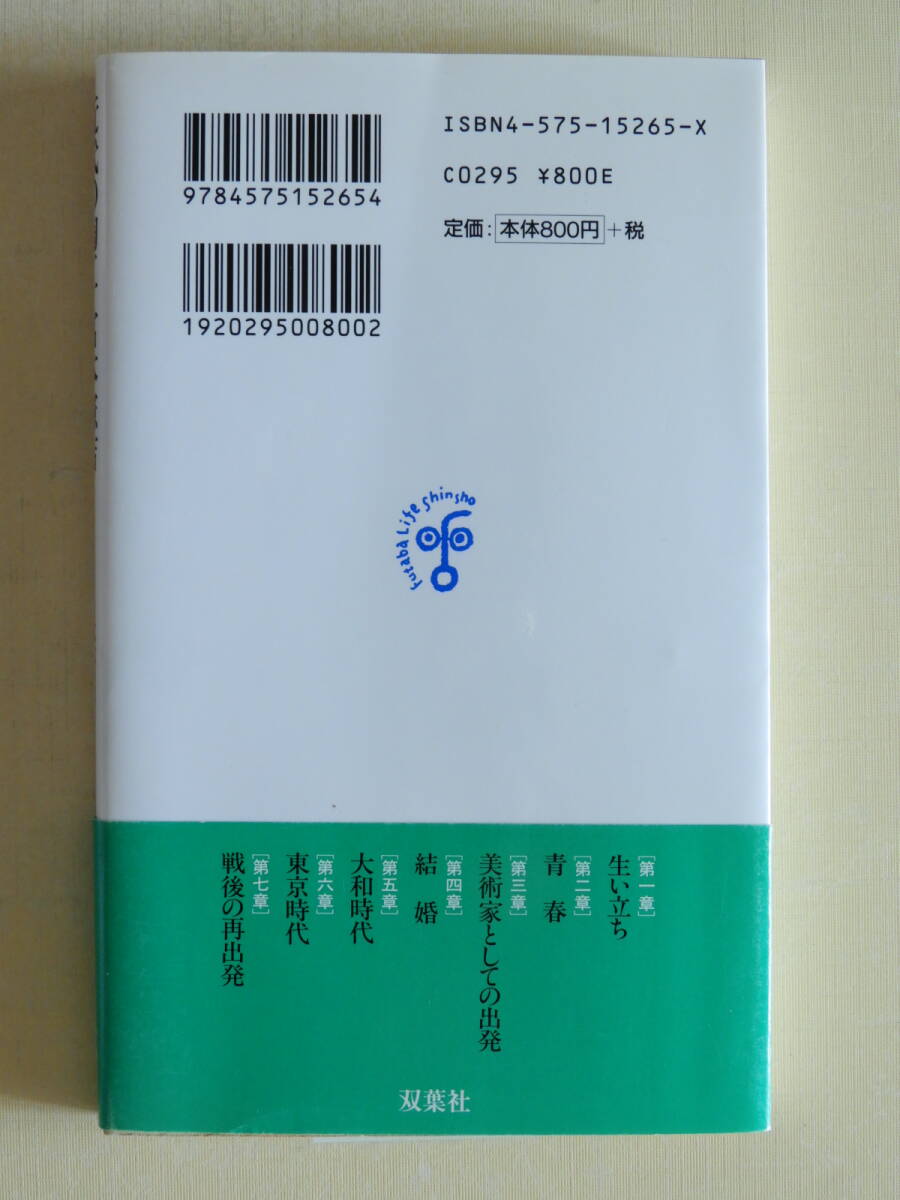 ISBN4-575-15265-X
C0295 ¥800E
定価:本体800円+税
9784575152654
1920295008002
Futaba Life Shinsho
[第一章]
生い立ち
[第二章]
青春
[第三章]
美術家としての出発
[第四章]
結婚
[第五章]
大和時代
[第六章]
東京時代
[第七章]
戦後の再出発
双葉社